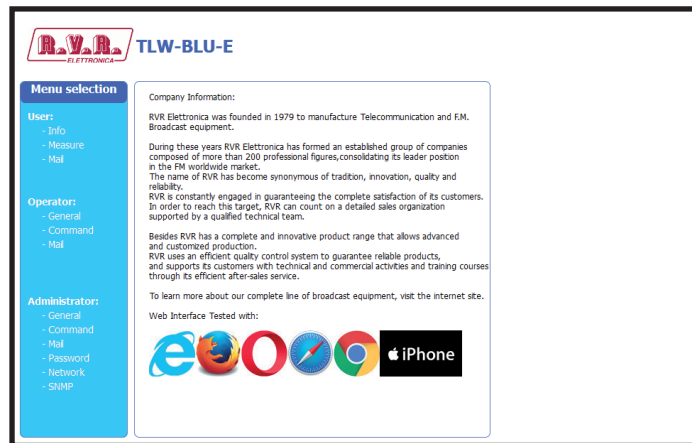 R.V.R.
ELETTRONICA
TLW-BLU-E
Menu selection
User:
- Info
- Measure
- Mail
Operator:
- General
- Command
- Mail
Administrator:
- General
- Command
- Mail
- Password
- Network
- SNMP
Company Information:
RVR Elettronica was founded in 1979 to manufacture Telecommunication and F.M.
Broadcast equipment.
During these years RVR Elettronica has formed an established group of companies
composed of more than 200 professional figures,consolidating its leader position
in the FM worldwide market.
The name of RVR has become synonymous of tradition, innovation, quality and
reliability.
RVR is constantly engaged in guaranteeing the complete satisfaction of its customers.
In order to reach this target, RVR can count on a detailed sales organization
supported by a qualified technical team.
Besides RVR has a complete and innovative product range that allows advanced
and customized production.
RVR uses an efficient quality control system to guarantee reliable products,
and supports its customers with technical and commercial activities and training courses
through its efficient after-sales service.
To learn more about our complete line of broadcast equipment, visit the internet site.
Web Interface Tested with:
iPhone